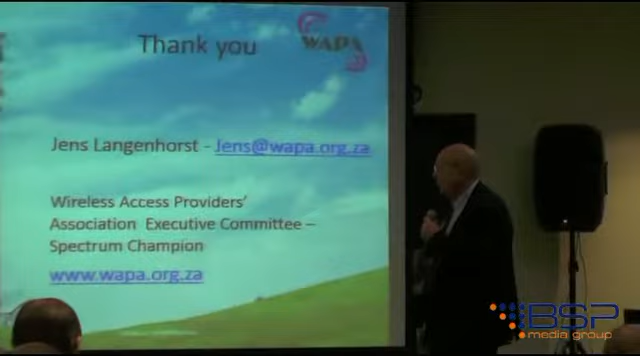 Thank you
WAPA
Jens Langenhorst - Jens@wapa.org.za
Wireless Access Providers'
Association Executive Committee –
Spectrum Champion
www.wapa.org.za
BSP
media group